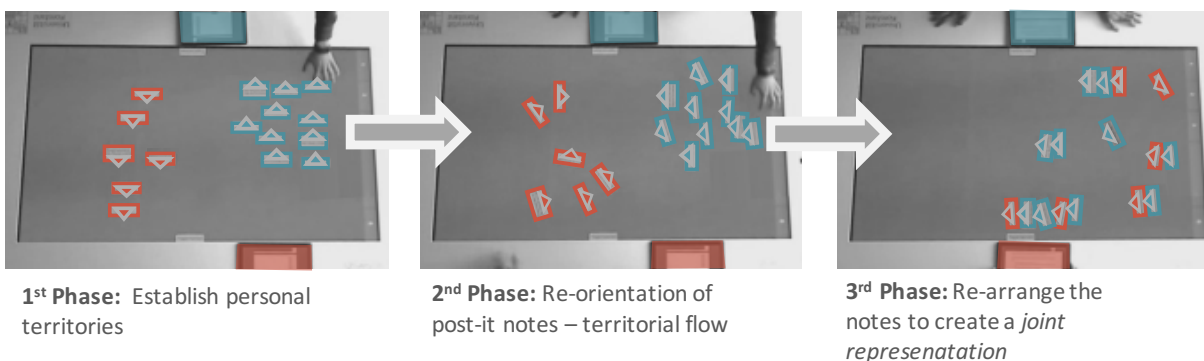 1st Phase: Establish personal
territories
2nd Phase: Re-orientation of
post-it notes – territorial flow
3rd Phase: Re-arrange the
notes to create a joint
represenatation